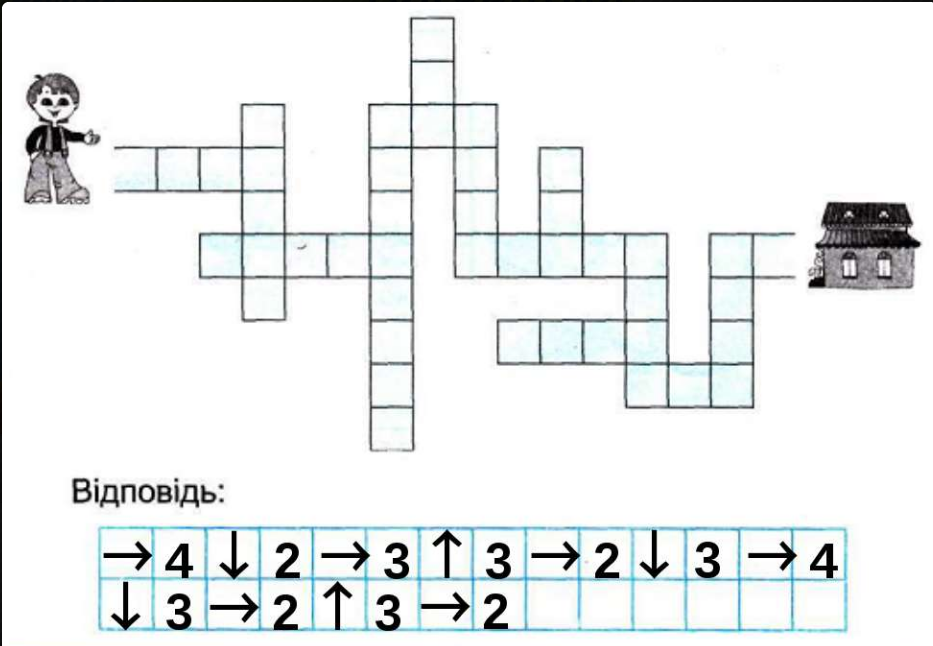 Відповідь:
→ 4 ↓ 2 → 3 ↑ 3 → 2 ↓ 3 → 4
↓ 3 → 2 ↑ 3 → 2